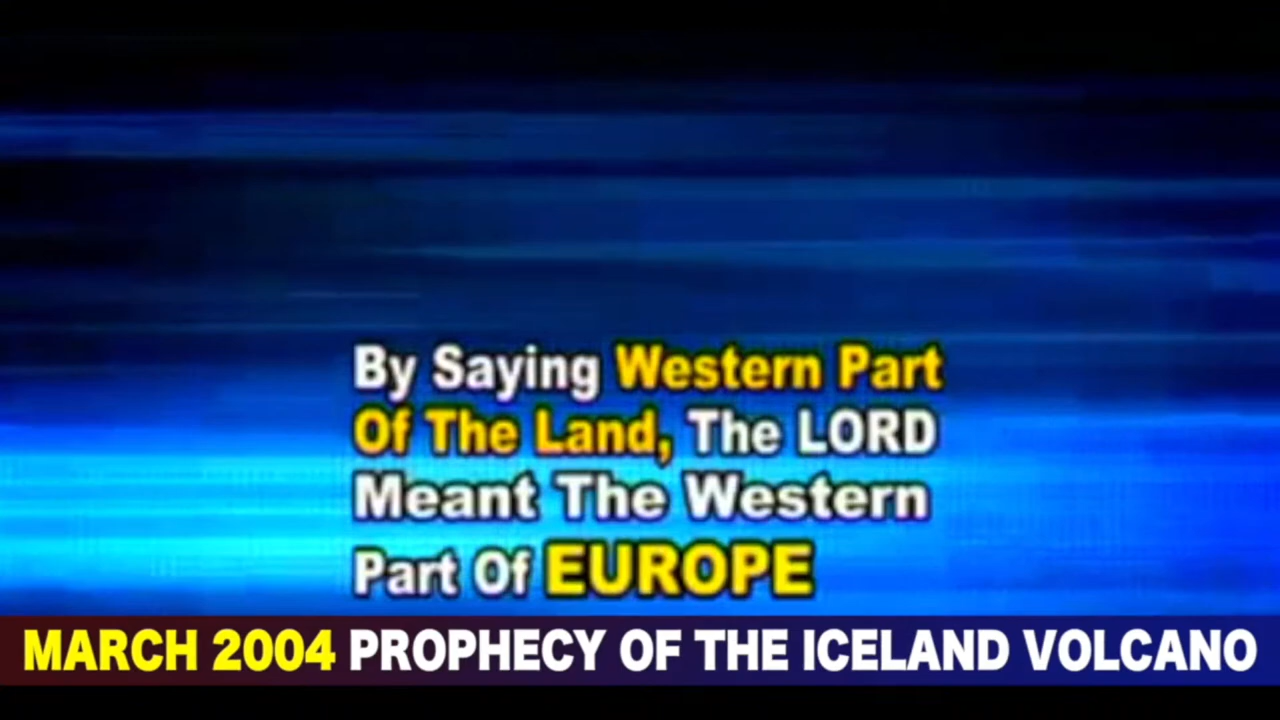 By Saying Western Part
Of The Land, The LORD
Meant The Western
Part Of EUROPE
MARCH 2004 PROPHECY OF THE ICELAND VOLCANO